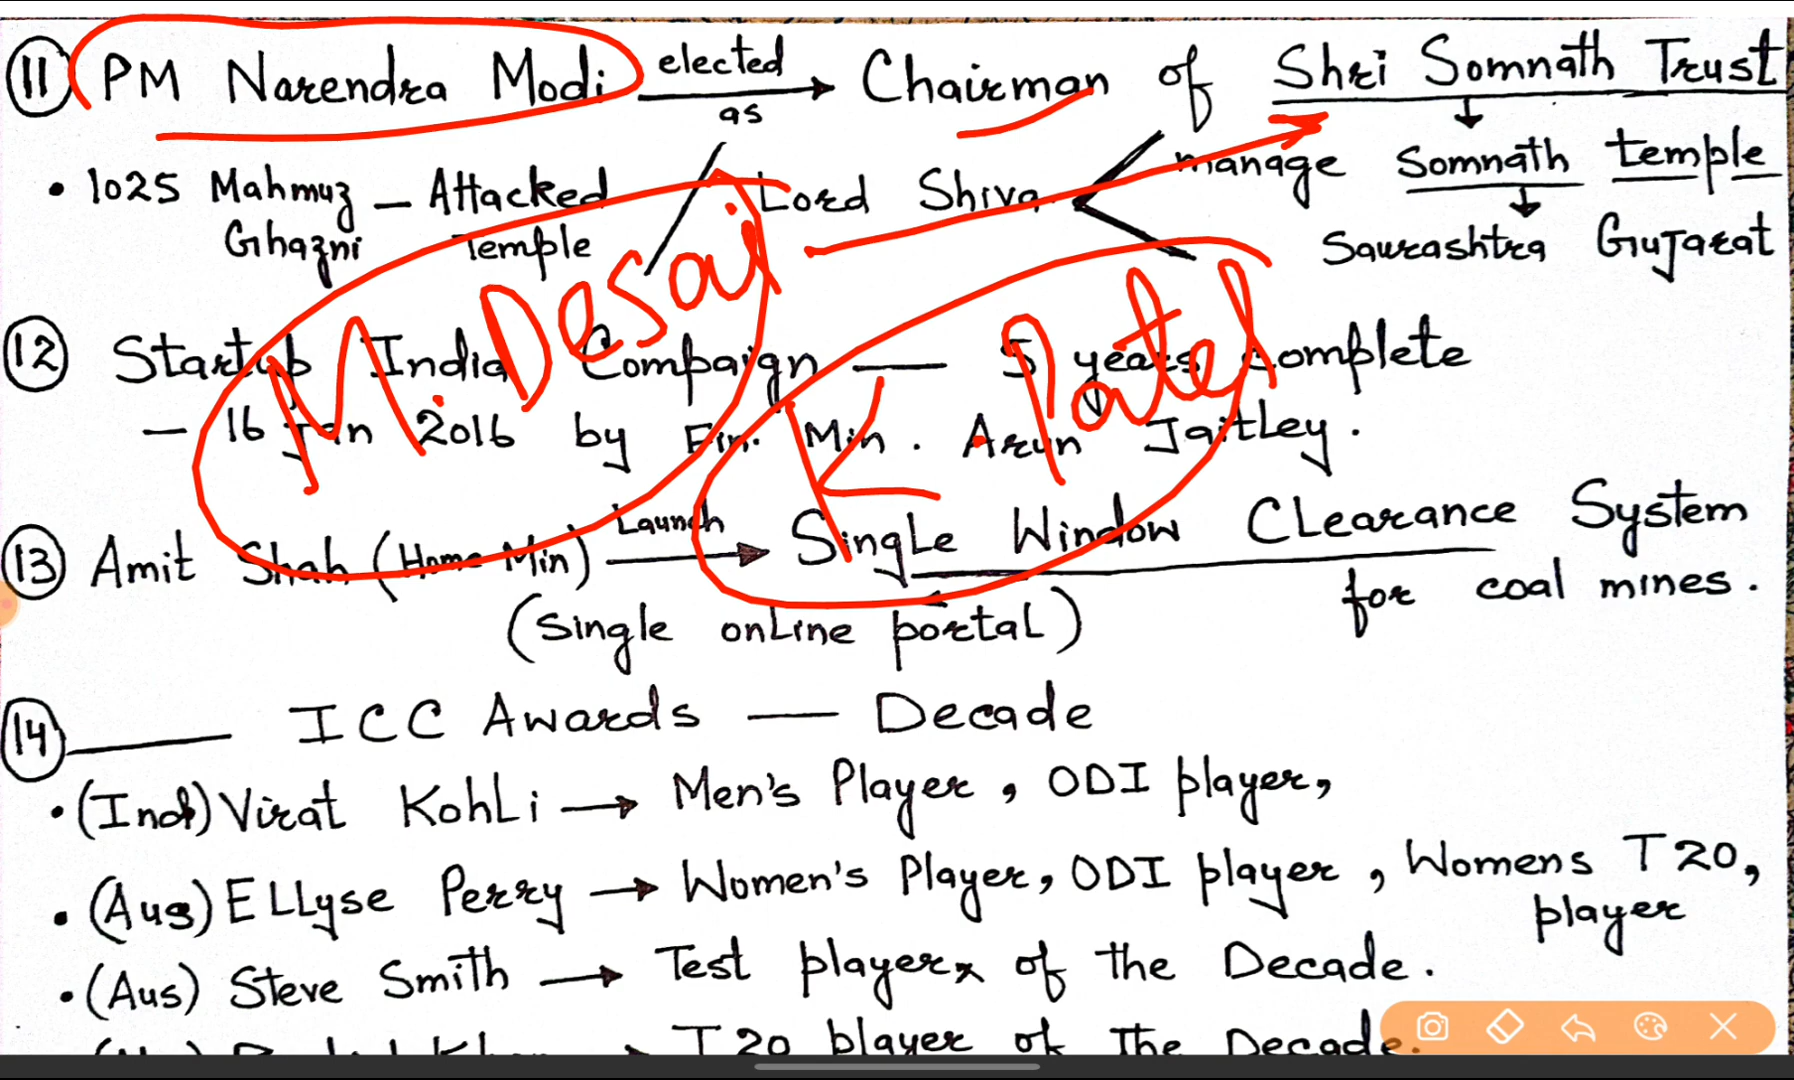 11 PM Narendra Modi elected as → Chairman of Shri Somnath Trust
• 1025 Mahmuz Ghazni — Attacked Temple
Lord Shiva
manage Somnath temple
Saurashtra Gujarat
M. Desai
K Patel
12 Startup India Compaign — 5 years complete
— 16 Jan 2016 by Fin. Min. Arun Jaitley.
13 Amit Shah (Home Min) Launch → Single Window CLearance System
for coal mines.
(single onLine portaL)
14 ICC Awards — Decade
• (Ind) Virat KohLi → Men's Player, ODI player,
• (Aus) ELLyse Perry → Women's Player, ODI player, Womens T20,
player
• (Aus) Steve Smith → Test player of the Decade.
T20 player of the Decade.